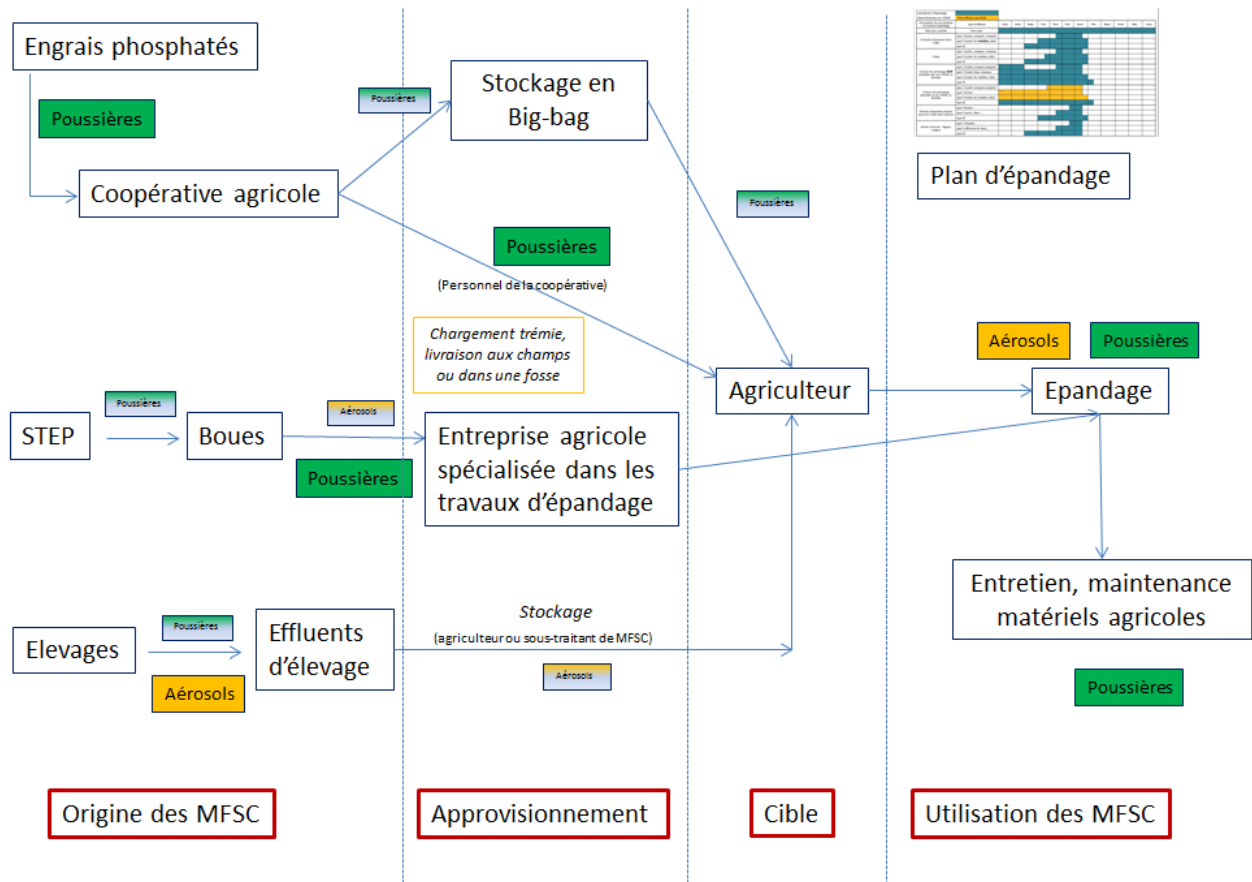 Engrais phosphatés
Poussières
Coopérative agricole
Poussières
Stockage en
Big-bag
Poussières
Poussières
(Personnel de la coopérative)
Chargement trémie,
livraison aux champs
ou dans une fosse
Plan d'épandage
Agriculteur
Aérosols
Poussières
Epandage
STEP
Poussières
Boues
Aérosols
Poussières
Entreprise agricole
spécialisée dans les
travaux d'épandage
Entretien, maintenance
matériels agricoles
Poussières
Elevages
Poussières
Aérosols
Effluents
d'élevage
Stockage
(agriculteur ou sous-traitant de MFSC)
Aérosols
Origine des MFSC
Approvisionnement
Cible
Utilisation des MFSC